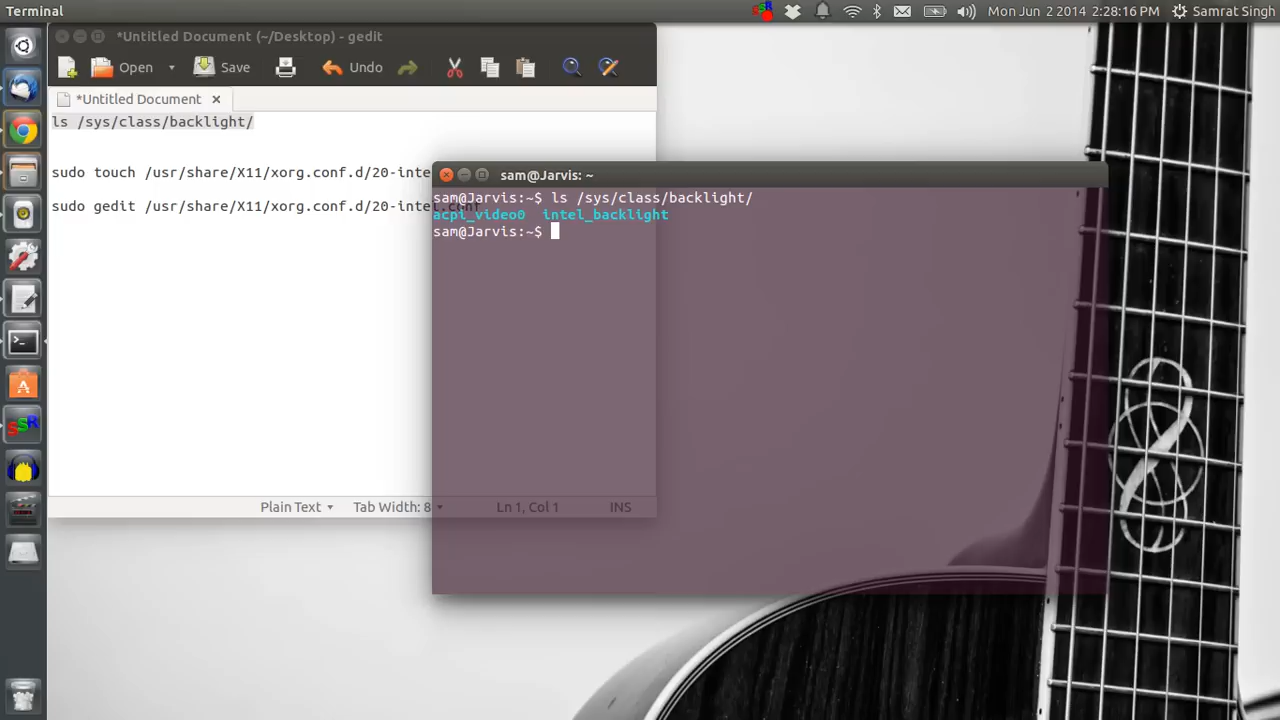 Terminal
Mon Jun 2 2014 2:28:16 PM
Samrat Singh
*Untitled Document (~/Desktop) - gedit
Open
Save
Undo
*Untitled Document
ls /sys/class/backlight/
sudo touch /usr/share/X11/xorg.conf.d/20-inte
sudo gedit /usr/share/X11/xorg.conf.d/20-intel.conf
Plain Text
Tab Width: 8
Ln 1, Col 1
INS
sam@Jarvis: ~
sam@Jarvis:~$ ls /sys/class/backlight/
acpi_video0 intel_backlight
sam@Jarvis:~$
SSR
SSR